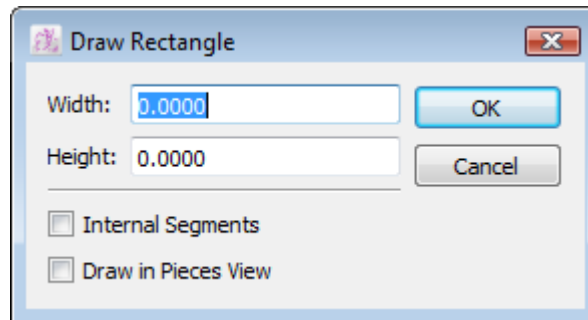 Draw Rectangle
Width: 0.0000
OK
Height: 0.0000
Cancel
Internal Segments
Draw in Pieces View